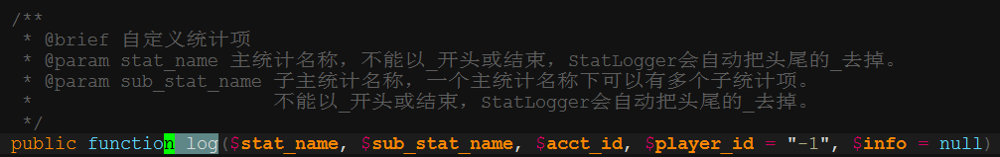 /**
 * @brief 自定义统计项
 * @param stat_name 主统计名称，不能以_开头或结束，StatLogger会自动把头尾的_去掉。
 * @param sub_stat_name 子主统计名称，一个主统计名称下可以有多个子统计项。
 *                      不能以_开头或结束，StatLogger会自动把头尾的_去掉。
 */
public function log($stat_name, $sub_stat_name, $acct_id, $player_id = "-1", $info = null)